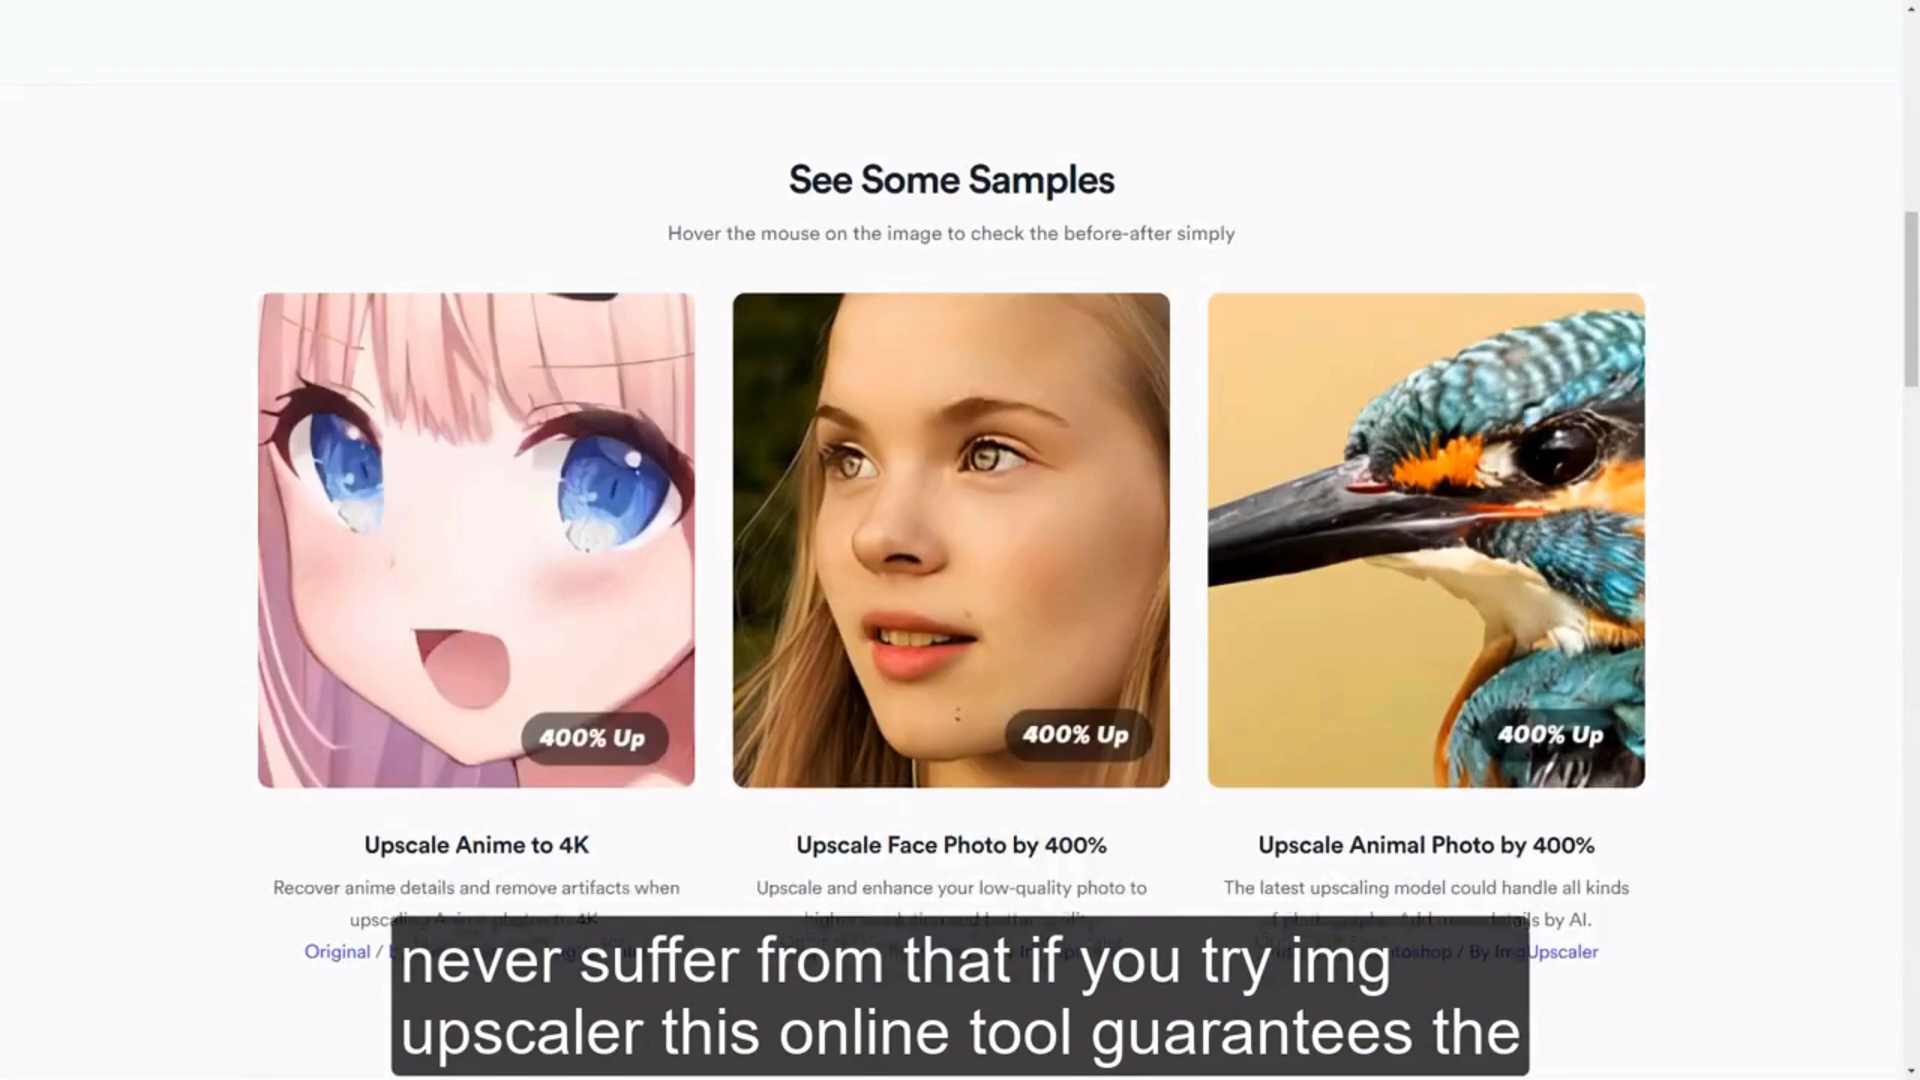 See Some Samples
Hover the mouse on the image to check the before-after simply
400% Up
400% Up
400% Up
Upscale Anime to 4K
Upscale Face Photo by 400%
Upscale Animal Photo by 400%
Recover anime details and remove artifacts when
Upscale and enhance your low-quality photo to
The latest upscaling model could handle all kinds
by AI.
Original /
/ By ImgUpscaler
never suffer from that if you try img
upscaler this online tool guarantees the